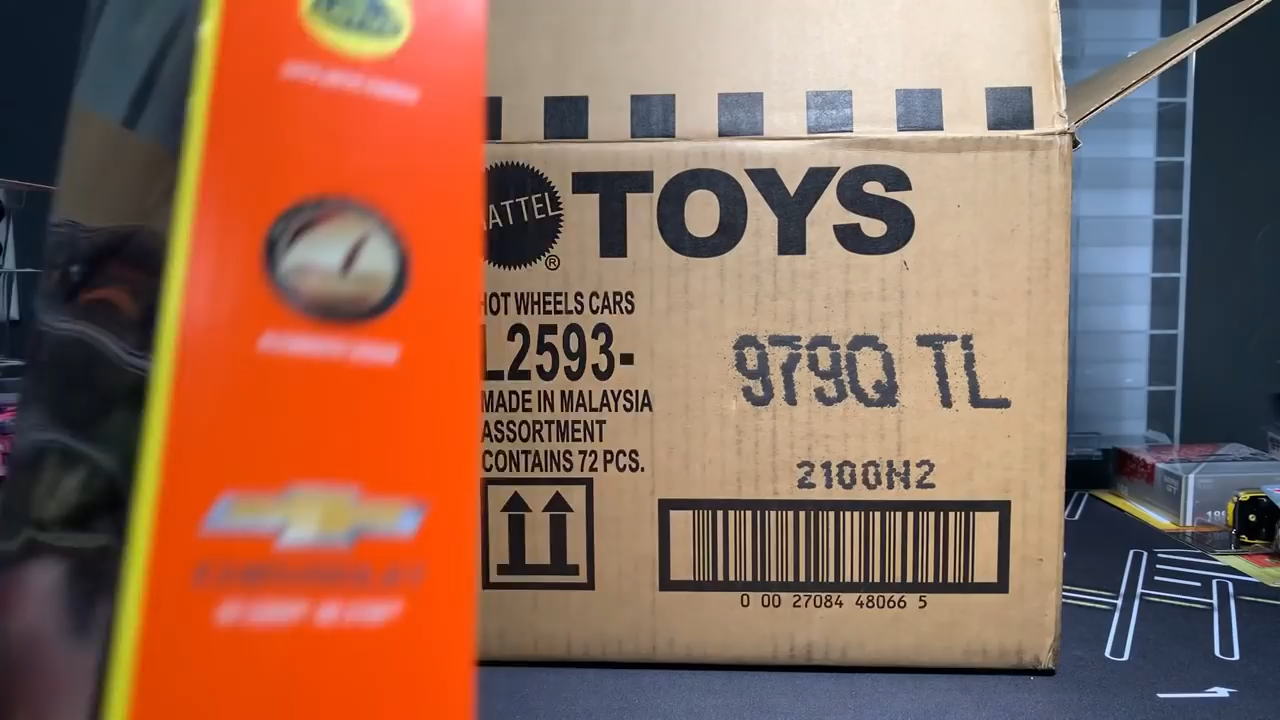 MATTEL
® TOYS
HOT WHEELS CARS
L2593-
MADE IN MALAYSIA
ASSORTMENT
CONTAINS 72 PCS.
979Q TL
2100N2
0 00 27084 48066 5